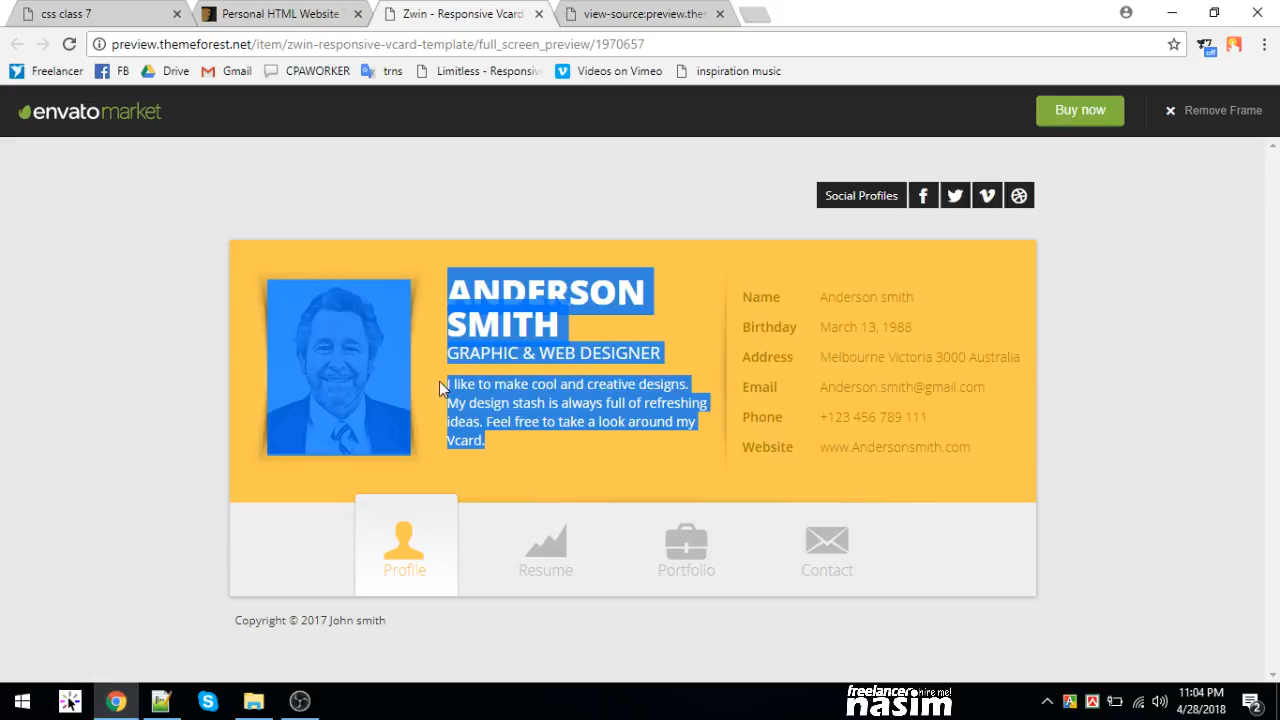 css class 7
Personal HTML Website T
Zwin - Responsive Vcard
view-source:preview.the
preview.themeforest.net/item/zwin-responsive-vcard-template/full_screen_preview/1970657
off
Freelancer
FB
Drive
Gmail
CPAWORKER
trns
Limitless - Responsiv
Videos on Vimeo
inspiration music
envatomarket
Buy now
Remove Frame
Social Profiles
ANDERSON
SMITH
GRAPHIC & WEB DESIGNER
I like to make cool and creative designs.
My design stash is always full of refreshing
ideas. Feel free to take a look around my
Vcard.
Name Anderson smith
Birthday March 13, 1988
Address Melbourne Victoria 3000 Australia
Email Anderson.smith@gmail.com
Phone +123 456 789 111
Website www.Andersonsmith.com
Profile
Resume
Portfolio
Contact
Copyright © 2017 John smith
freelancer hire me!
nasim
11:04 PM
4/28/2018
2